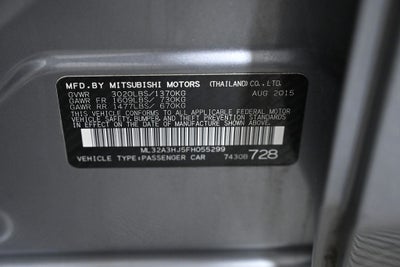 MFD.BY MITSUBISHI MOTORS (THAILAND) CO., LTD.
GVWR 3020LBS/1370KG AUG 2015
GAWR FR 1609LBS/ 730KG
GAWR RR 1477LBS/ 670KG
THIS VEHICLE CONFORMS TO ALL APPLICABLE FEDERAL MOTOR
VEHICLE SAFETY, BUMPER AND THEFT PREVENTION STANDARDS
IN EFFECT ON THE DATE OF MANUFACTURE SHOWN ABOVE.
ML32A3HJ5FH055299
VEHICLE TYPE:PASSENGER CAR 7430B 728